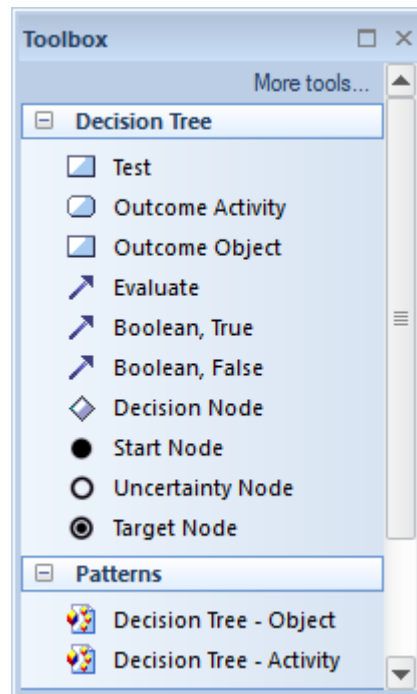 Toolbox
More tools...
Decision Tree
Test
Outcome Activity
Outcome Object
Evaluate
Boolean, True
Boolean, False
Decision Node
Start Node
Uncertainty Node
Target Node
Patterns
Decision Tree - Object
Decision Tree - Activity